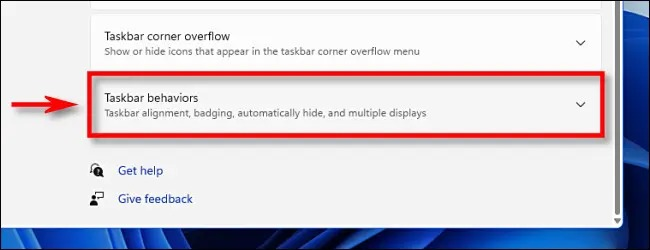 Taskbar corner overflow
Show or hide icons that appear in the taskbar corner overflow menu
Taskbar behaviors
Taskbar alignment, badging, automatically hide, and multiple displays
Get help
Give feedback